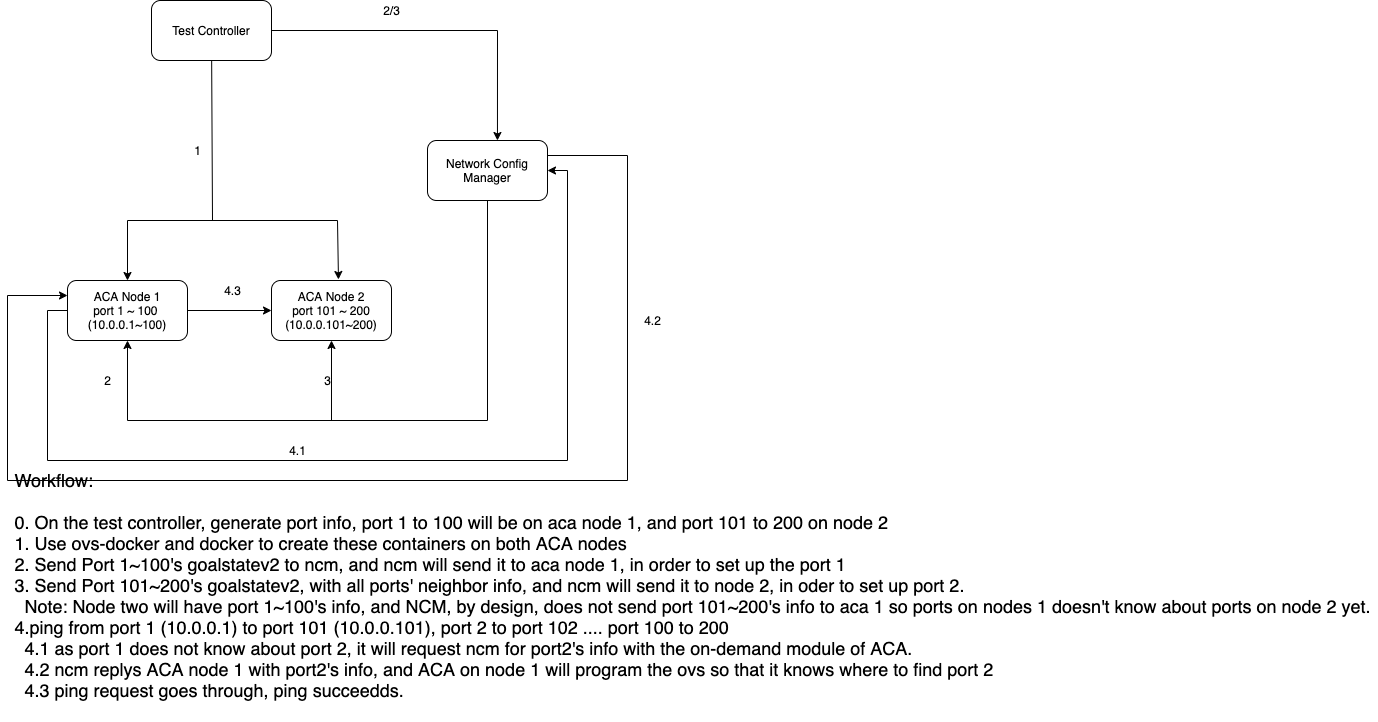 2/3
Test Controller
1
Network Config
Manager
4.3
ACA Node 1
port 1 ~ 100
(10.0.0.1~100)
ACA Node 2
port 101 ~ 200
(10.0.0.101~200)
4.2
2
3
4.1
Workflow:
0. On the test controller, generate port info, port 1 to 100 will be on aca node 1, and port 101 to 200 on node 2
1. Use ovs-docker and docker to create these containers on both ACA nodes
2. Send Port 1~100's goalstatev2 to ncm, and ncm will send it to aca node 1, in order to set up the port 1
3. Send Port 101~200's goalstatev2, with all ports' neighbor info, and ncm will send it to node 2, in oder to set up port 2.
Note: Node two will have port 1~100's info, and NCM, by design, does not send port 101~200's info to aca 1 so ports on nodes 1 doesn't know about ports on node 2 yet.
4.ping from port 1 (10.0.0.1) to port 101 (10.0.0.101), port 2 to port 102 .... port 100 to 200
4.1 as port 1 does not know about port 2, it will request ncm for port2's info with the on-demand module of ACA.
4.2 ncm replys ACA node 1 with port2's info, and ACA on node 1 will program the ovs so that it knows where to find port 2
4.3 ping request goes through, ping succeedds.